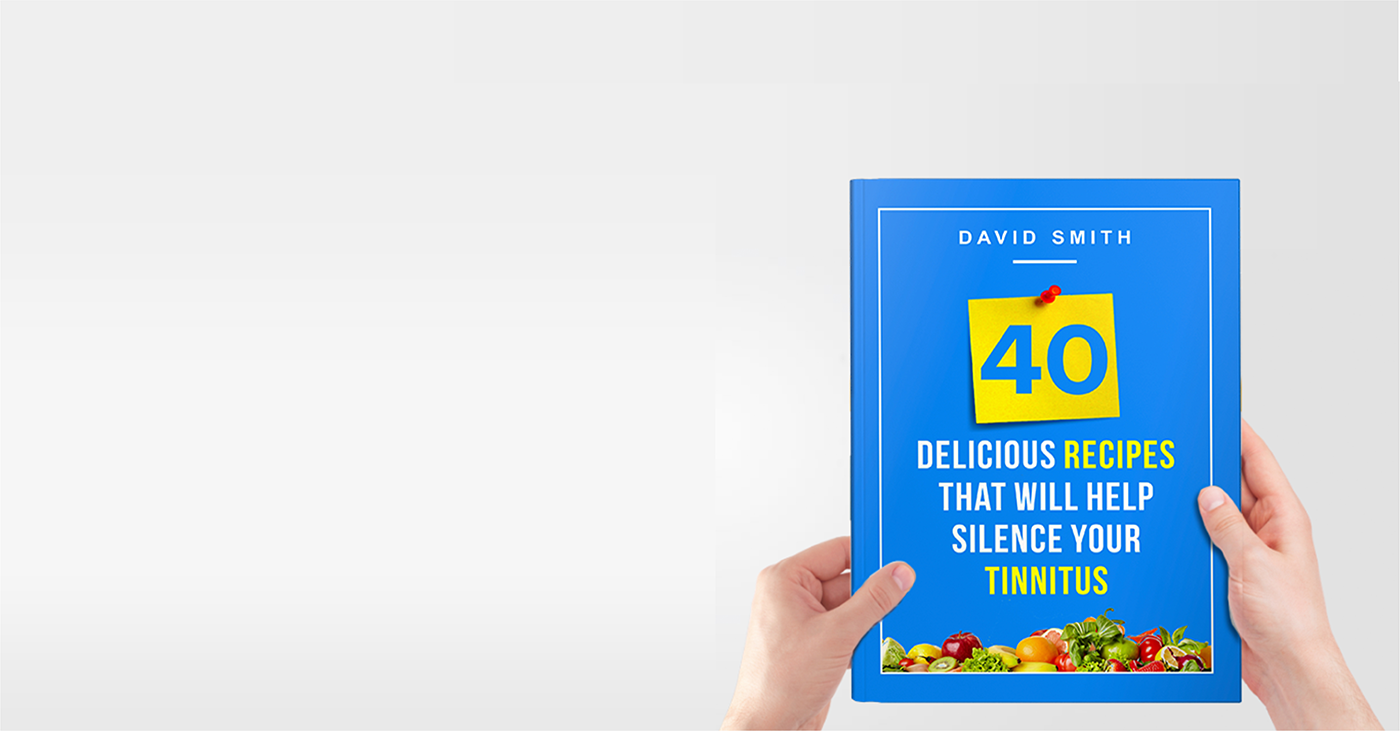 DAVID SMITH
40
DELICIOUS RECIPES
THAT WILL HELP
SILENCE YOUR
TINNITUS